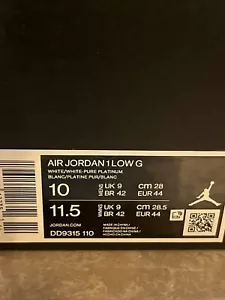 AIR JORDAN 1 LOW G
WHITE/WHITE-PURE PLATINUM
BLANC/PLATINE PUR/BLANC
10 MENS UK 9 CM 28
BR 42 EUR 44
11.5 WMNS UK 9 CM 28.5
BR 42 EUR 44
JORDAN.COM
DD9315 110
MADE IN CHINA